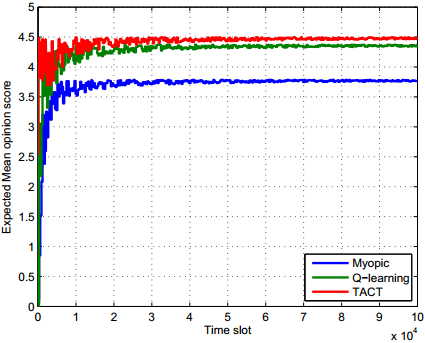 5
4.5
4
3.5
3
2.5
2
1.5
1
0.5
0
Expected Mean opinion score
0 1 2 3 4 5 6 7 8 9 10
Time slot
x 10^4
Myopic
Q-learning
TACT